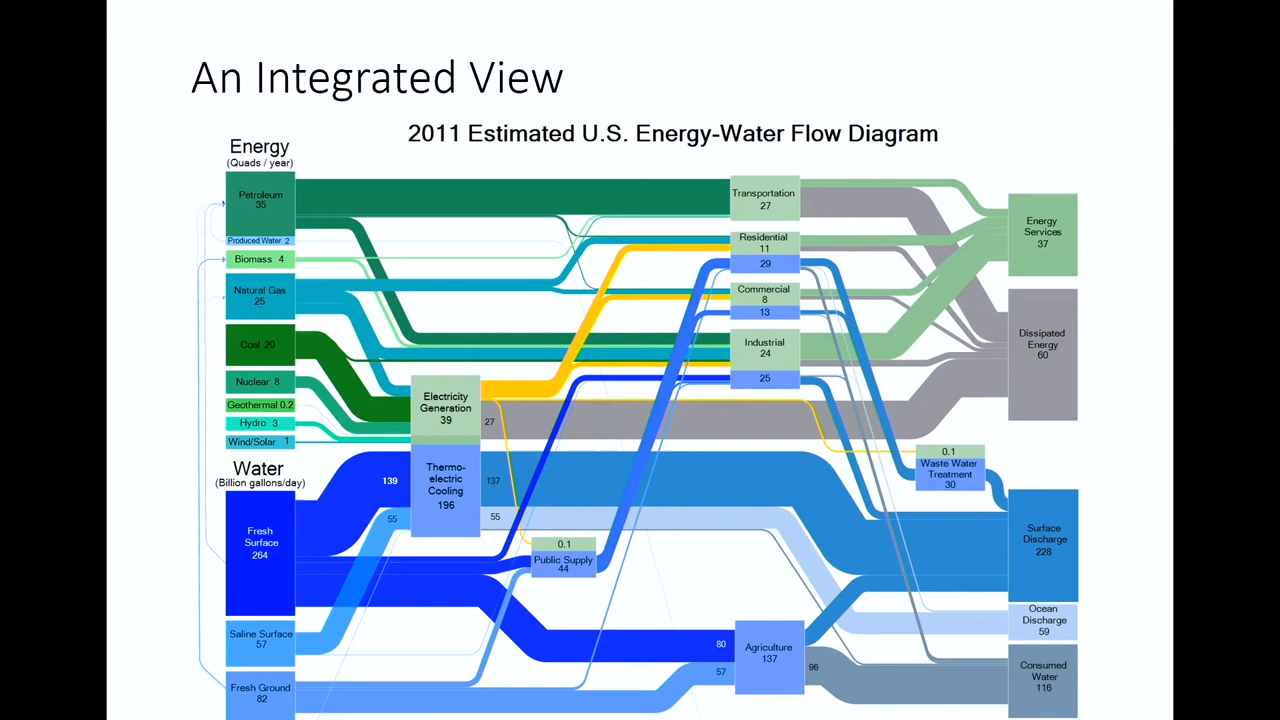 An Integrated View
2011 Estimated U.S. Energy-Water Flow Diagram
Energy
(Quads / year)
Petroleum
35
Produced Water 2
Biomass 4
Natural Gas
25
Coal 20
Nuclear 8
Geothermal 0.2
Hydro 3
Wind/Solar 1
Water
(Billion gallons/day)
Fresh
Surface
264
Saline Surface
57
Fresh Ground
82
Electricity
Generation
39
27
Thermo-
electric
Cooling
196
139
55
137
55
0.1
Public Supply
44
Transportation
27
Residential
11
29
Commercial
8
13
Industrial
24
25
80
57
Agriculture
137
96
0.1
Waste Water
Treatment
30
Energy
Services
37
Dissipated
Energy
60
Surface
Discharge
228
Ocean
Discharge
59
Consumed
Water
116